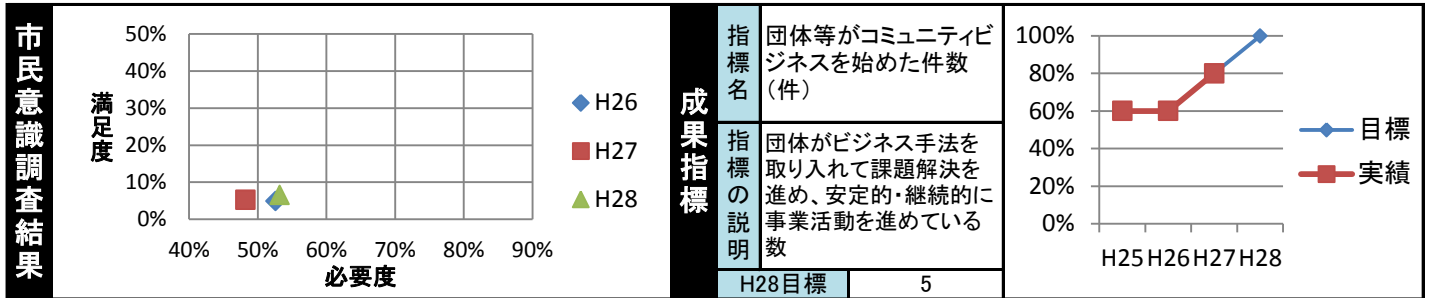 市民意識調査結果
満足度
50%
40%
30%
20%
10%
0%
40% 50% 60% 70% 80% 90%
必要度
H26
H27
H28
成果指標
指標名
団体等がコミュニティビ
ジネスを始めた件数
(件)
指標の説明
団体がビジネス手法を
取り入れて課題解決を
進め、安定的・継続的に
事業活動を進めている
数
H28目標 5
100%
80%
60%
40%
20%
0%
H25 H26 H27 H28
目標
実績